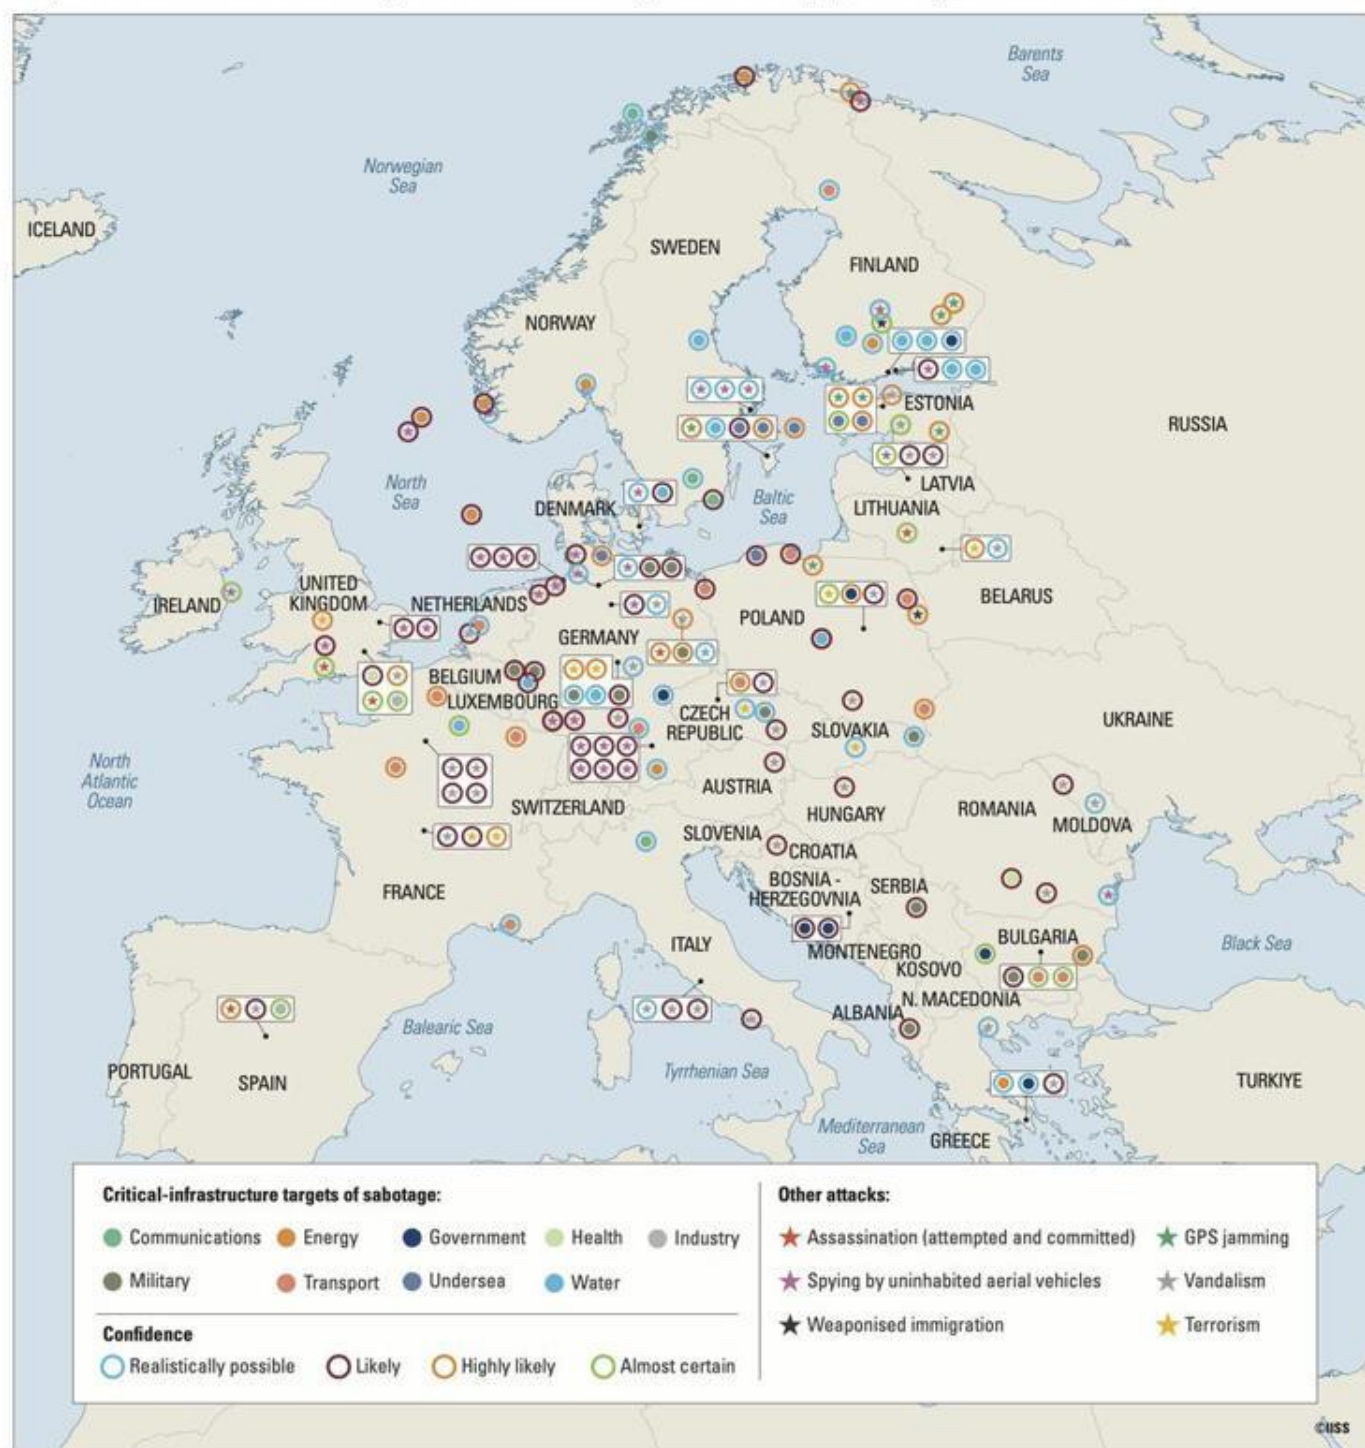 Barents
Sea
Norwegian
Sea
ICELAND
SWEDEN
FINLAND
NORWAY
ESTONIA
RUSSIA
North
Sea
Baltic
Sea
LATVIA
DENMARK
LITHUANIA
UNITED
KINGDOM
IRELAND
NETHERLANDS
BELARUS
POLAND
GERMANY
BELGIUM
LUXEMBOURG
CZECH
REPUBLIC
SLOVAKIA
UKRAINE
North
Atlantic
Ocean
AUSTRIA
SWITZERLAND
HUNGARY
ROMANIA
MOLDOVA
SLOVENIA
CROATIA
BOSNIA -
HERZEGOVNIA
SERBIA
FRANCE
ITALY
MONTENEGRO
BULGARIA
Black Sea
KOSOVO
N. MACEDONIA
ALBANIA
Balearic Sea
PORTUGAL
SPAIN
Tyrrhenian Sea
TURKIYE
Mediterranean
Sea
GREECE
Critical-infrastructure targets of sabotage:
Communications
Energy
Government
Health
Industry
Military
Transport
Undersea
Water
Confidence
Realistically possible
Likely
Highly likely
Almost certain
Other attacks:
Assassination (attempted and committed)
GPS jamming
Spying by uninhabited aerial vehicles
Vandalism
Weaponised immigration
Terrorism
©IISS